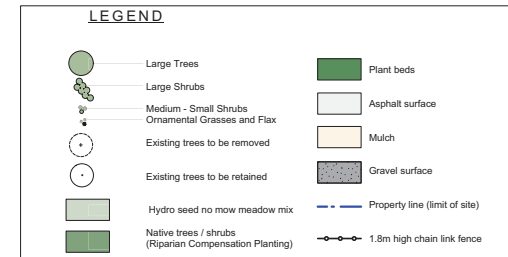 LEGEND
Large Trees
Large Shrubs
Medium - Small Shrubs
Ornamental Grasses and Flax
Existing trees to be removed
Existing trees to be retained
Hydro seed no mow meadow mix
Native trees / shrubs
(Riparian Compensation Planting)
Plant beds
Asphalt surface
Mulch
Gravel surface
Property line (limit of site)
1.8m high chain link fence